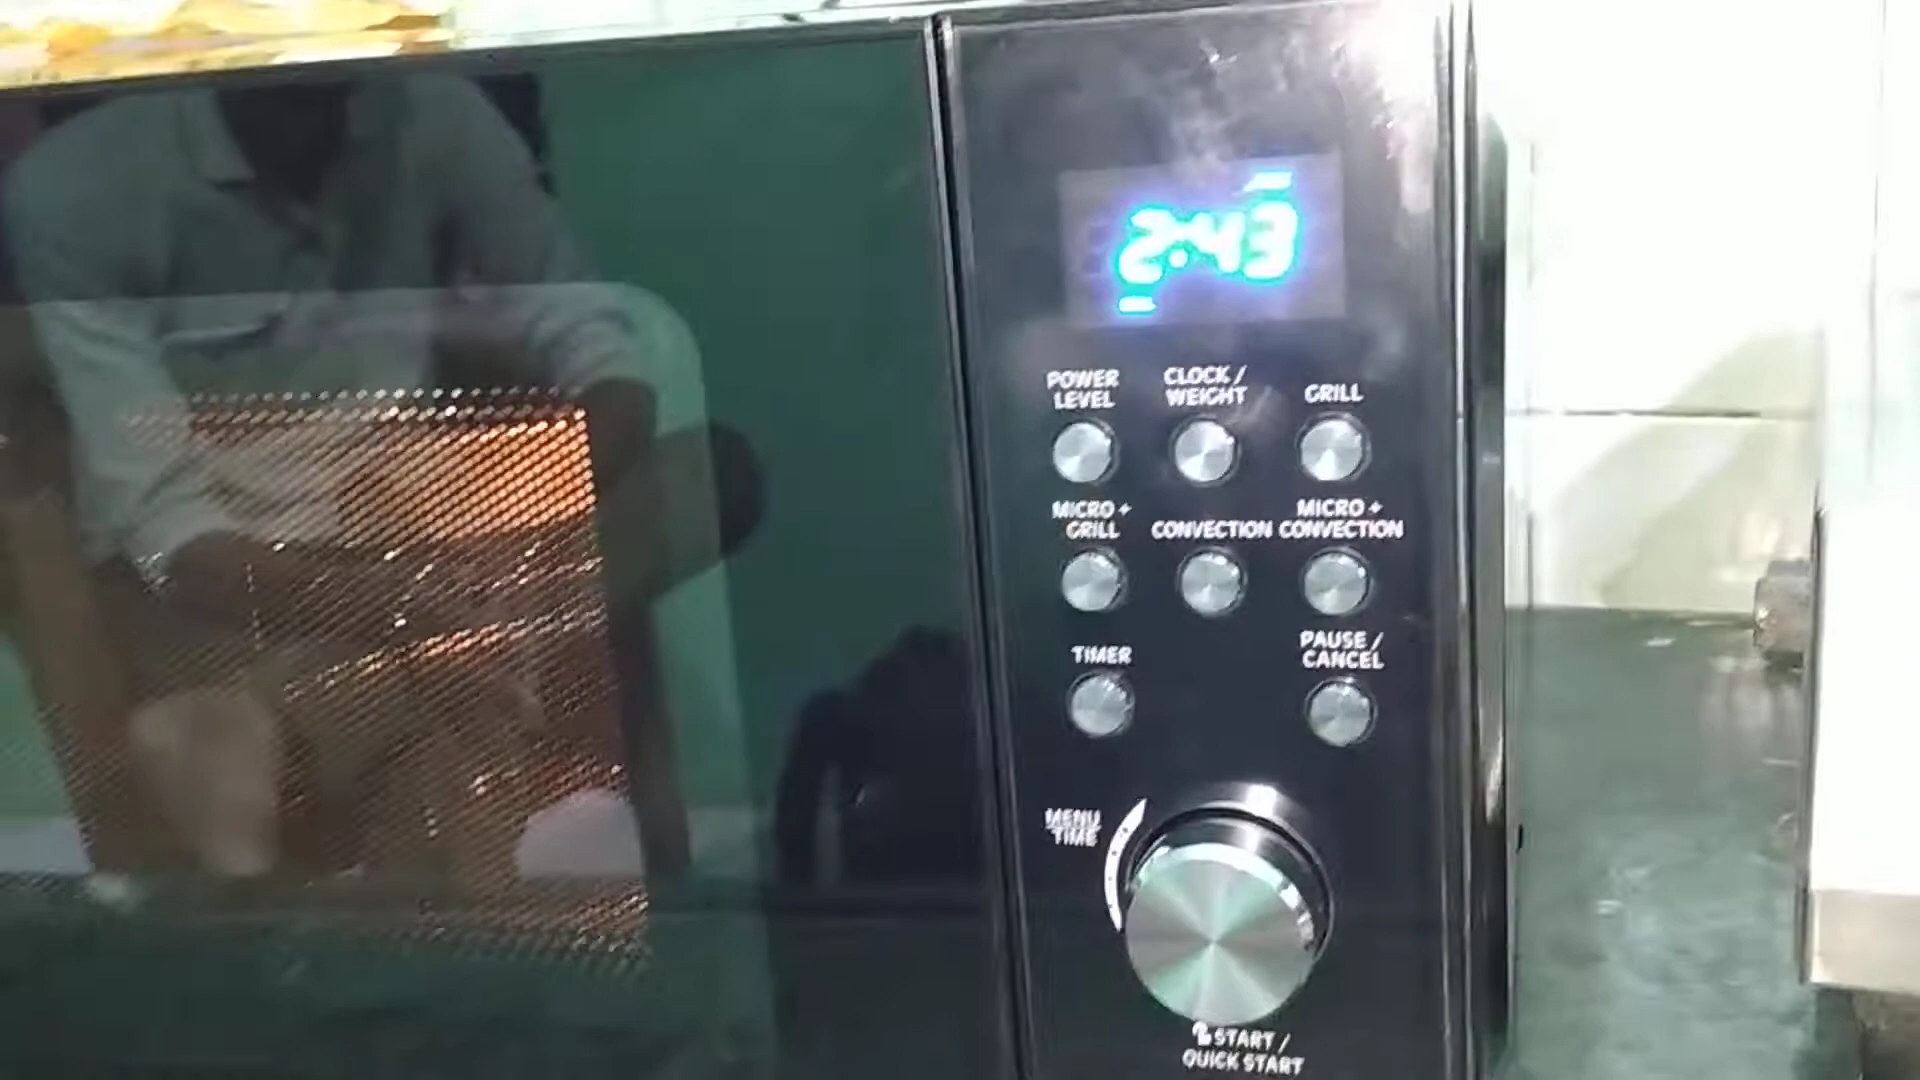 2:43
POWER LEVEL
CLOCK / WEIGHT
GRILL
MICRO + GRILL
CONVECTION
MICRO + CONVECTION
TIMER
PAUSE / CANCEL
MENU
TIME
START /
QUICK START